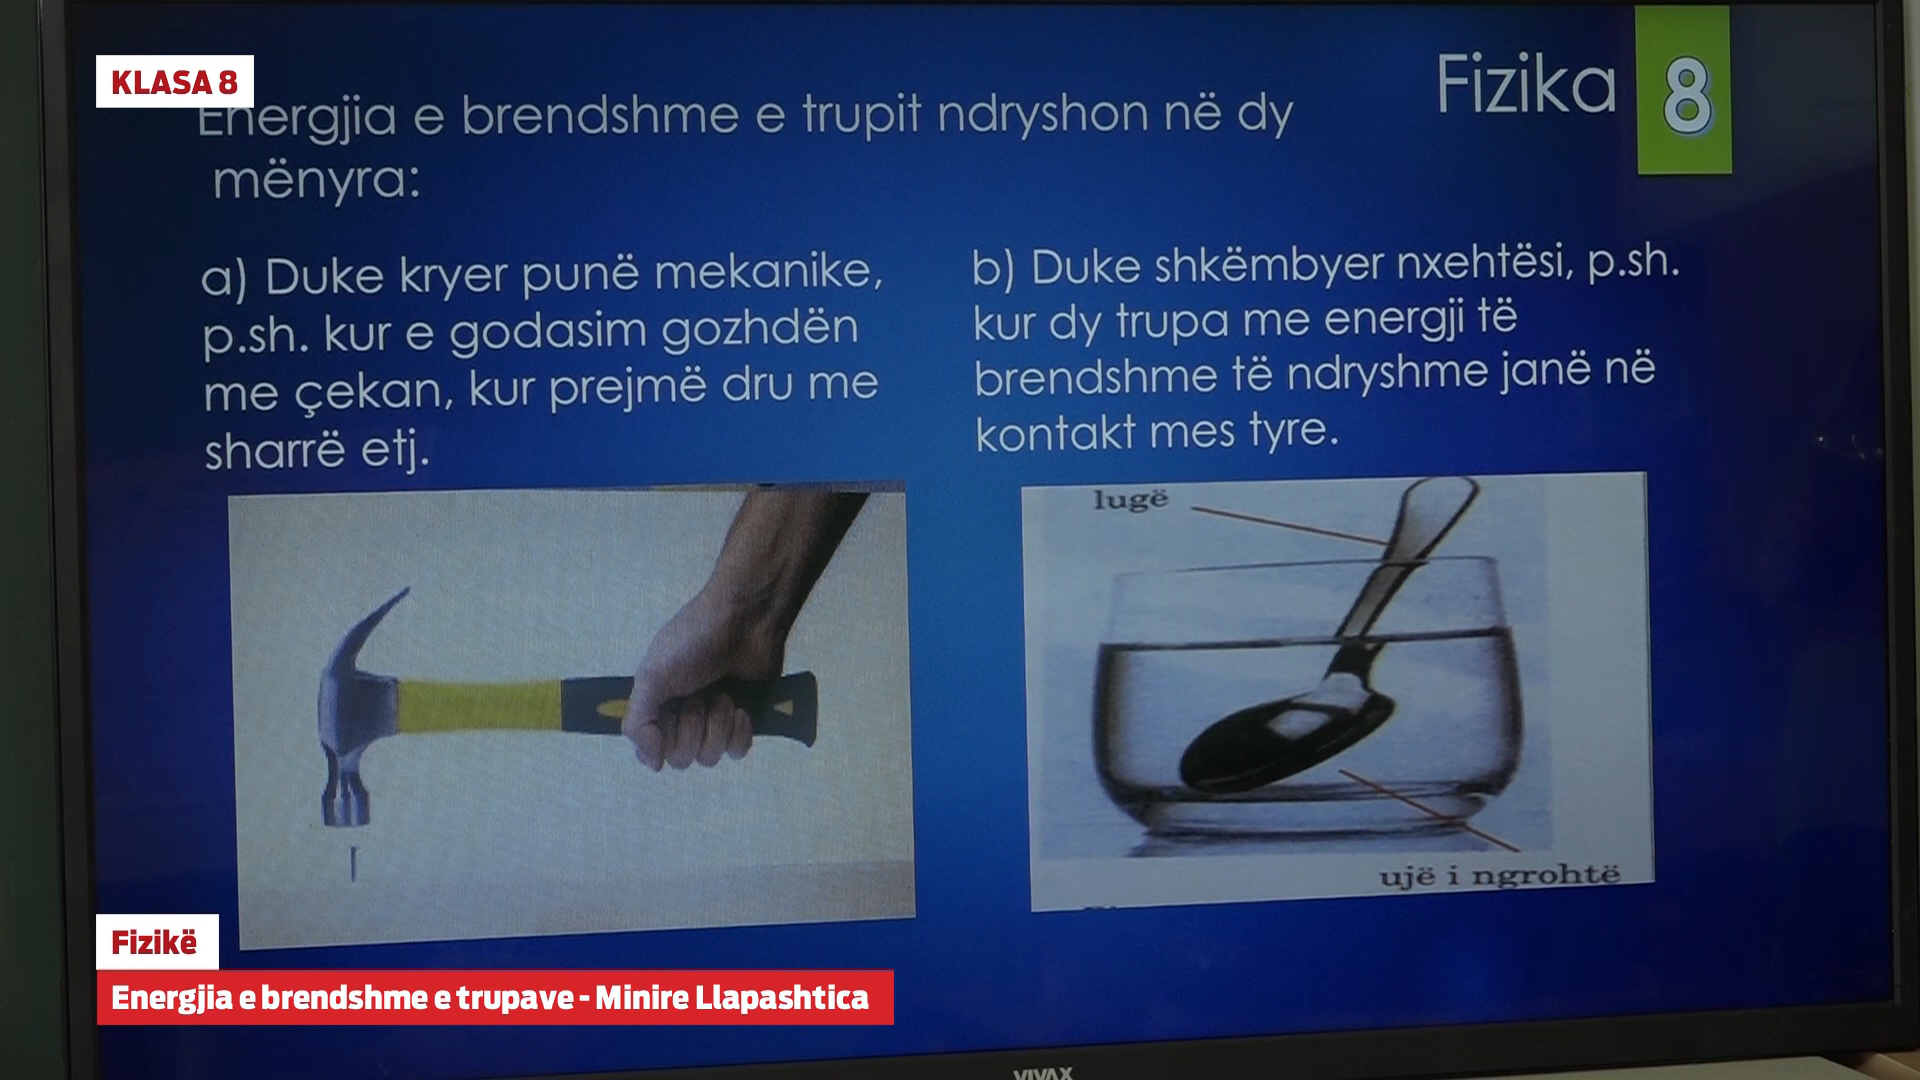 KLASA 8
Fizika 8
Energjia e brendshme e trupit ndryshon në dy
mënyra:
a) Duke kryer punë mekanike,
p.sh. kur e godasim gozhdën
me çekan, kur prejmë dru me
sharrë etj.
b) Duke shkëmbyer nxehtësi, p.sh.
kur dy trupa me energji të
brendshme të ndryshme janë në
kontakt mes tyre.
lugë
ujë i ngrohtë
Fizikë
Energjia e brendshme e trupave - Minire Llapashtica
VIVAX